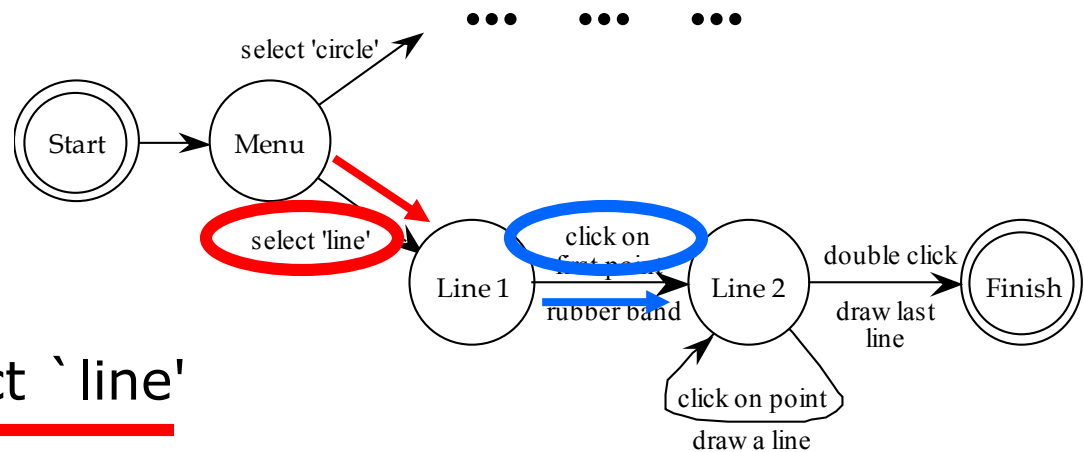 ••• ••• •••
select 'circle'
Start
Menu
select 'line'
click on
first point
Line 1
rubber band
Line 2
double click
draw last
line
Finish
click on point
draw a line
ct `line'